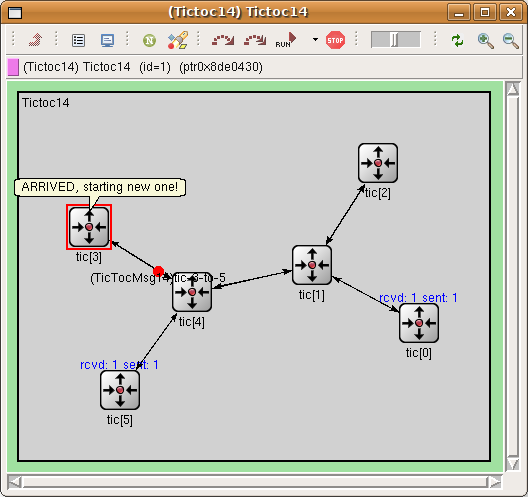 (Tictoc14) Tictoc14
RUN
STOP
(Tictoc14) Tictoc14 (id=1) (ptr0x8de0430)
Tictoc14
tic[2]
ARRIVED, starting new one!
tic[3]
(TicTocMsg14)tic-3-to-5
tic[1]
rcvd: 1 sent: 1
tic[4]
tic[0]
rcvd: 1 sent: 1
tic[5]